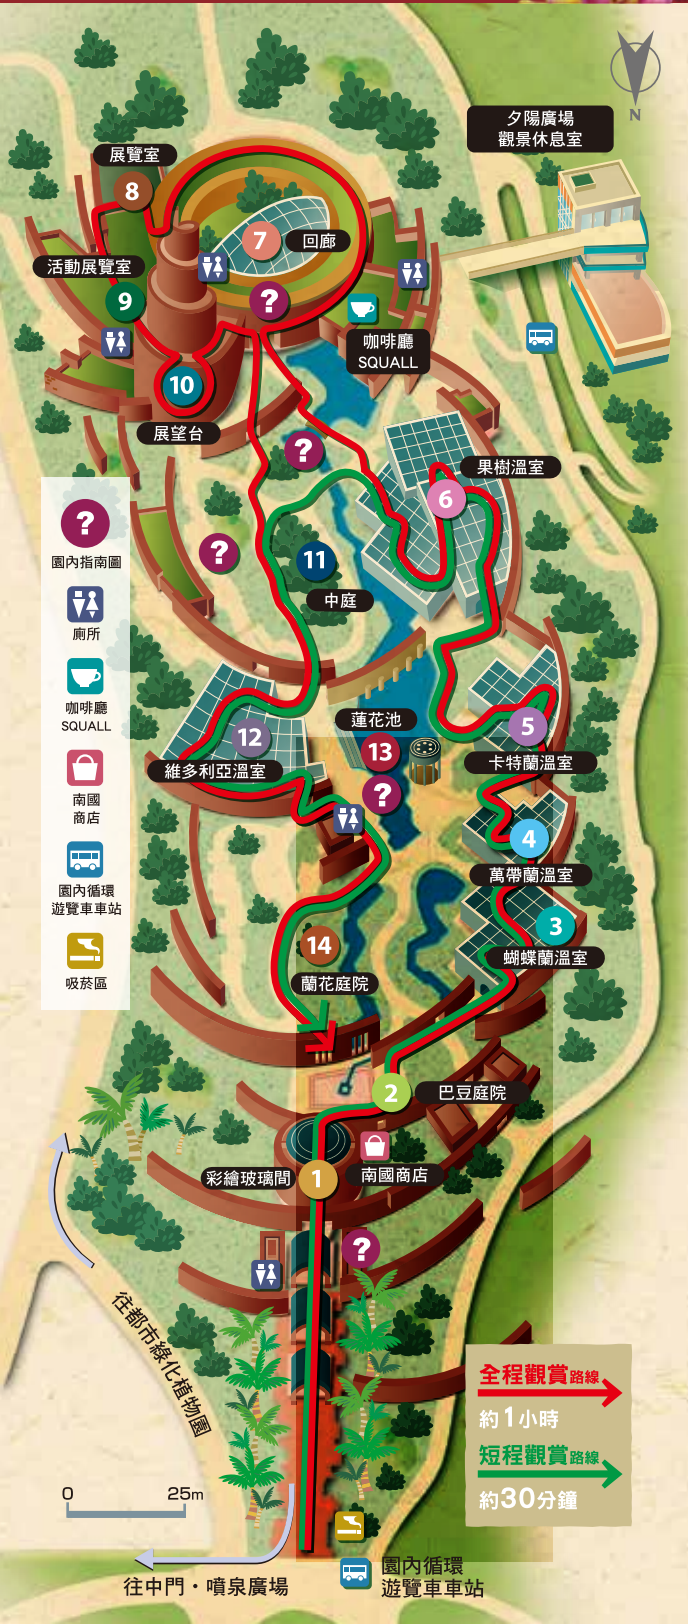 N
夕陽廣場
觀景休息室
展覽室
8
7
回廊
活動展覽室
9
?
咖啡廳
SQUALL
10
展望台
?
果樹溫室
6
?
園內指南圖
?
11
中庭
廁所
咖啡廳
SQUALL
蓮花池
12
13
5
維多利亞溫室
卡特蘭溫室
?
南國
商店
4
萬帶蘭溫室
園內循環
遊覽車車站
3
14
蝴蝶蘭溫室
吸菸區
蘭花庭院
2
巴豆庭院
彩繪玻璃間
1
南國商店
?
往都市綠化植物園
全程觀賞路線
約1小時
短程觀賞路線
約30分鐘
0
25m
園內循環
遊覽車車站
往中門・噴泉廣場